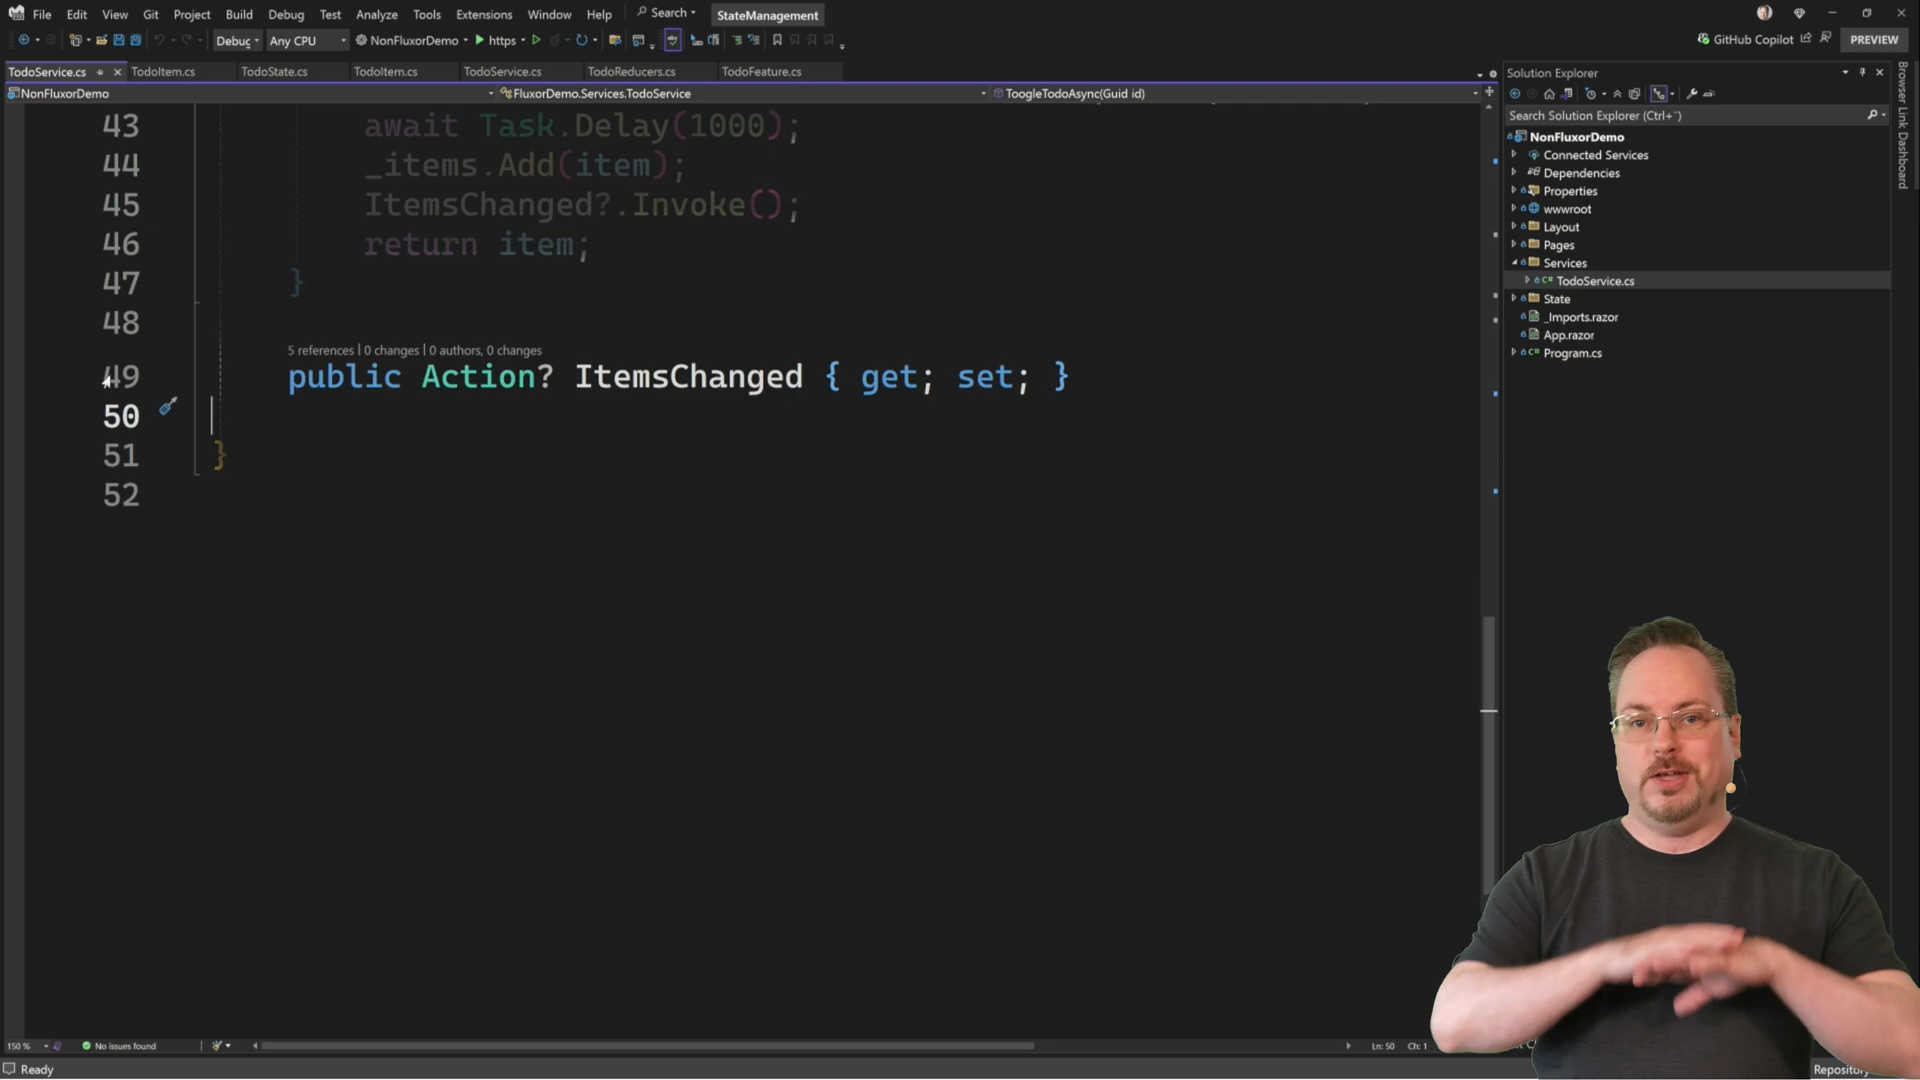 File Edit View Git Project Build Debug Test Analyze Tools Extensions Window Help Search StateManagement
Debug Any CPU NonFluxorDemo https GitHub Copilot PREVIEW
TodoService.cs TodoItem.cs TodoState.cs TodoItem.cs TodoService.cs TodoReducers.cs TodoFeature.cs
NonFluxorDemo FluxorDemo.Services.TodoService ToogleTodoAsync(Guid id)
43 await Task.Delay(1000);
44 _items.Add(item);
45 ItemsChanged?.Invoke();
46 return item;
47 }
48
5 references | 0 changes | 0 authors, 0 changes
49 public Action? ItemsChanged { get; set; }
50
51 }
52
150 % No issues found Ln: 50 Ch: 1
Ready
Solution Explorer
Search Solution Explorer (Ctrl+¨)
NonFluxorDemo
Connected Services
Dependencies
Properties
wwwroot
Layout
Pages
Services
TodoService.cs
State
_Imports.razor
App.razor
Program.cs
Browser Link Dashboard
Repository